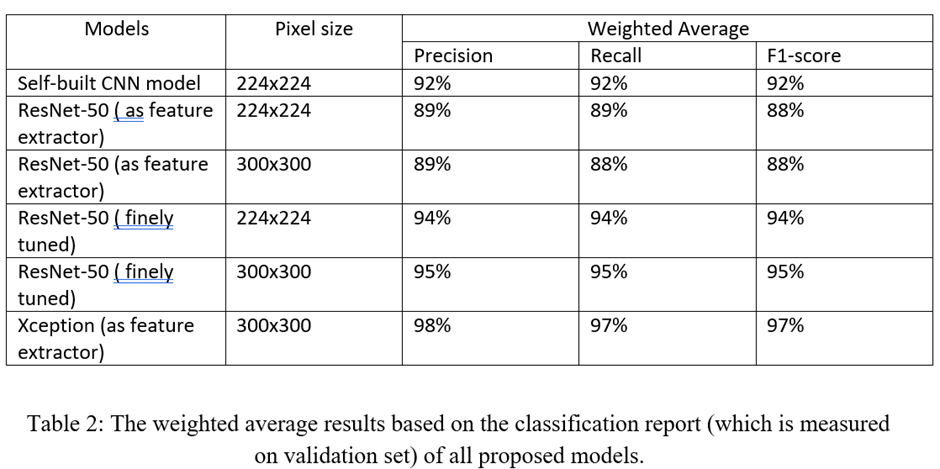 Models Pixel size Weighted Average
Precision Recall F1-score
Self-built CNN model 224x224 92% 92% 92%
ResNet-50 ( as feature 224x224 89% 89% 88%
extractor)
ResNet-50 (as feature 300x300 89% 88% 88%
extractor)
ResNet-50 ( finely 224x224 94% 94% 94%
tuned)
ResNet-50 ( finely 300x300 95% 95% 95%
tuned)
Xception (as feature 300x300 98% 97% 97%
extractor)
Table 2: The weighted average results based on the classification report (which is measured
on validation set) of all proposed models.